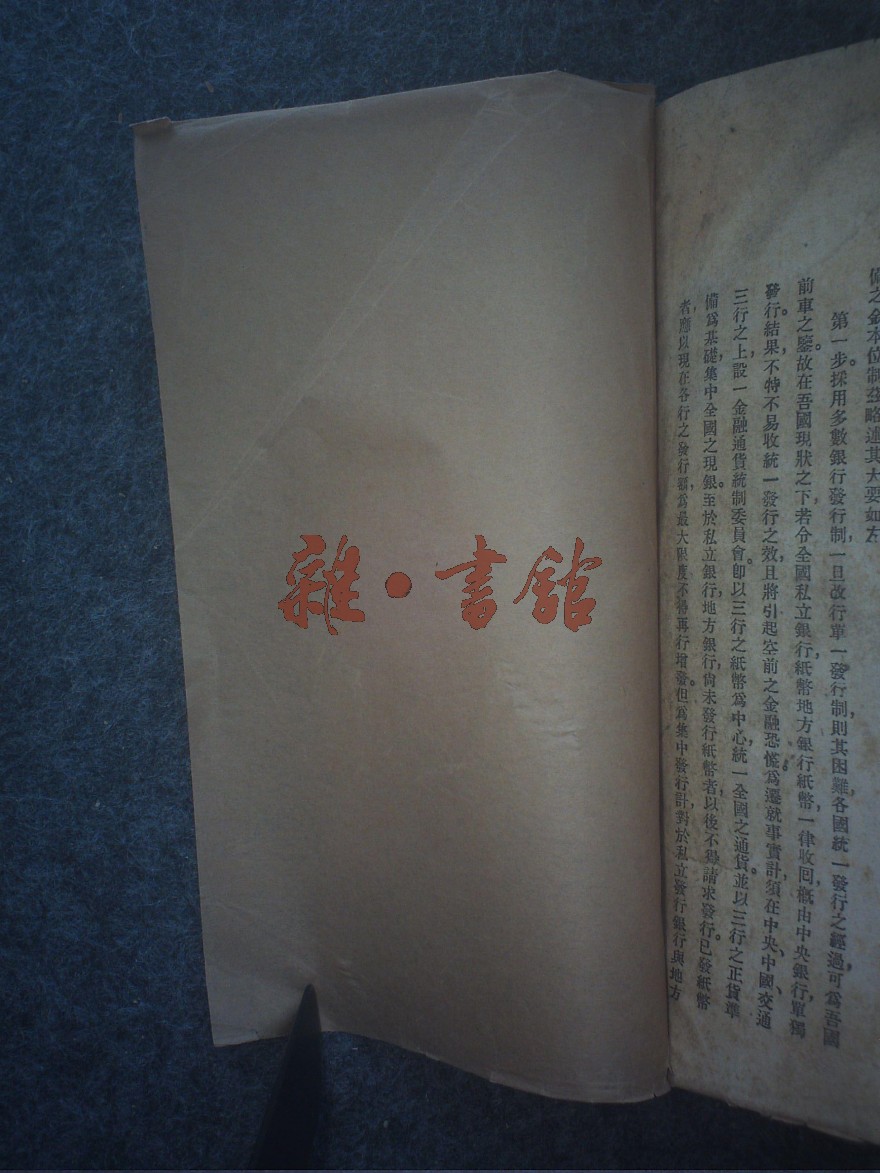 備之金本位制茲略述其大要如左
第一步採用多數銀行發行制一旦改行單一發行制，則其困難各國統一發行之經過，可爲吾國
前車之鑒。故在吾國現狀之下，若令全國私立銀行紙幣地方銀行紙幣，一律收囘，概由中央銀行單獨
發行。結果，不特不易收統一發行之效，且將引起空前之金融恐慌。爲遷就事實計，須在中央、中國、交通
三行之上，設一金融通貨統制委員會。卽以三行之紙幣爲中心，統一全國之通貨。並以三行之正貨準
備爲基礎，集中全國之現銀。至於私立銀行，地方銀行，尙未發行紙幣者，以後不得請求發行。已發紙幣
者，應以現在各行之發行額，爲最大限度，不得再行增發。但爲集中發行計，對於私立發行銀行與地方
雜·書館